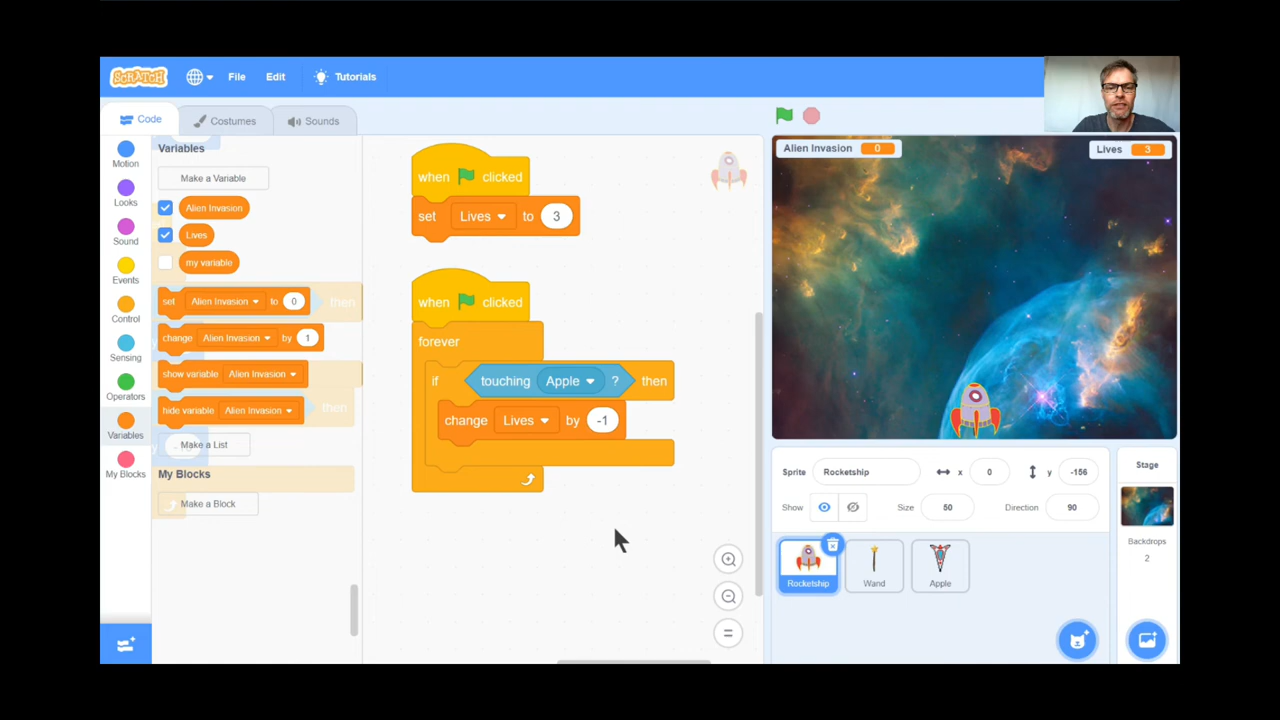 SCRATCH
File
Edit
Tutorials
Code
Costumes
Sounds
Motion
Looks
Sound
Events
Control
Sensing
Operators
Variables
My Blocks
Variables
Make a Variable
Alien Invasion
Lives
my variable
set Alien Invasion to 0
then
change Alien Invasion by 1
show variable Alien Invasion
hide variable Alien Invasion
then
Make a List
My Blocks
Make a Block
when clicked
set Lives to 3
when clicked
forever
if touching Apple ? then
change Lives by -1
Alien Invasion 0
Lives 3
Sprite Rocketship x 0 y -156
Show Size 50 Direction 90
Rocketship
Wand
Apple
Stage
Backdrops
2